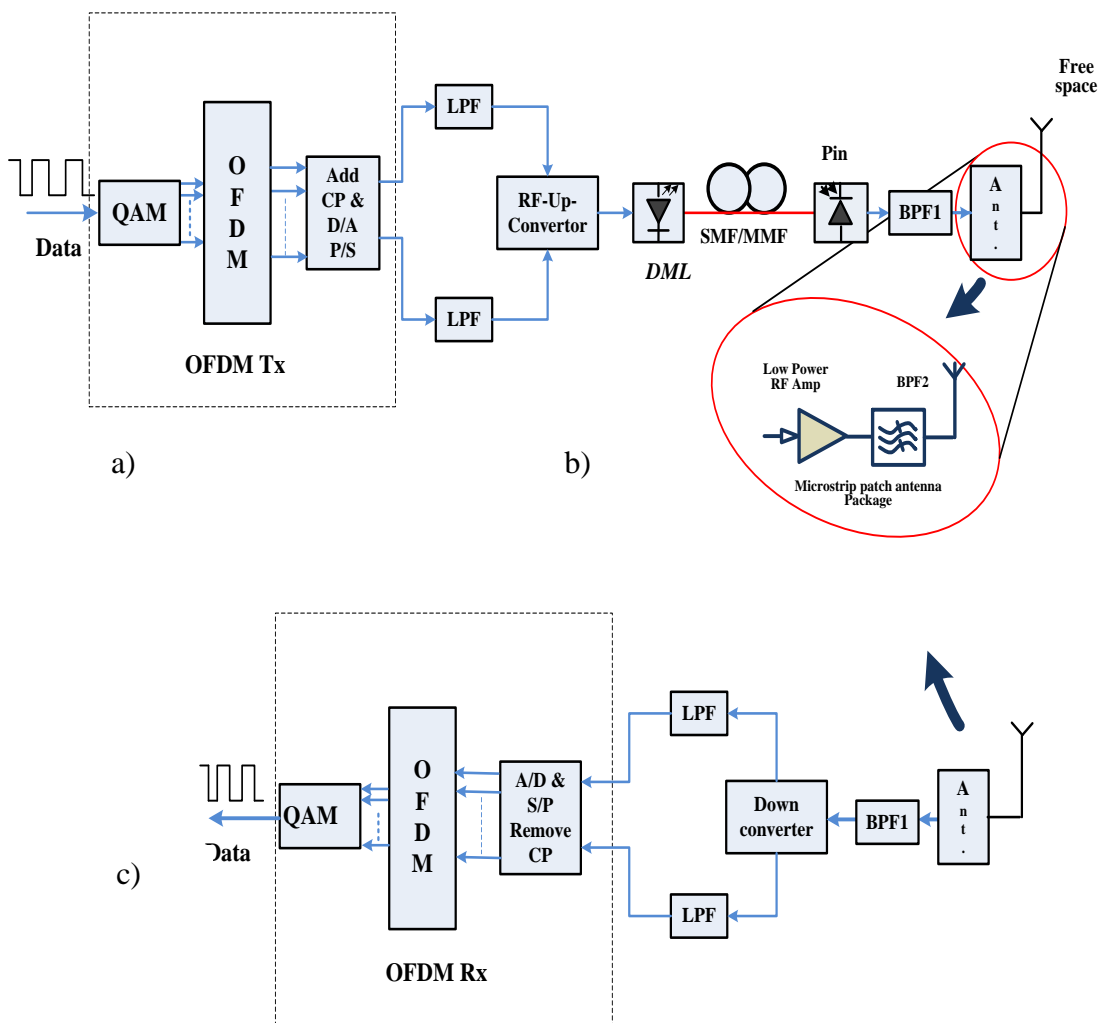 Data
QAM
O
F
D
M
Add
CP &
D/A
P/S
OFDM Tx
LPF
LPF
RF-Up-
Convertor
DML
SMF/MMF
Pin
BPF1
A
n
t
.
Free
space
Low Power
RF Amp
BPF2
Microstrip patch antenna
Package
a)
b)
Data
QAM
O
F
D
M
A/D &
S/P
Remove
CP
OFDM Rx
LPF
LPF
Down
converter
BPF1
A
n
t
.
c)